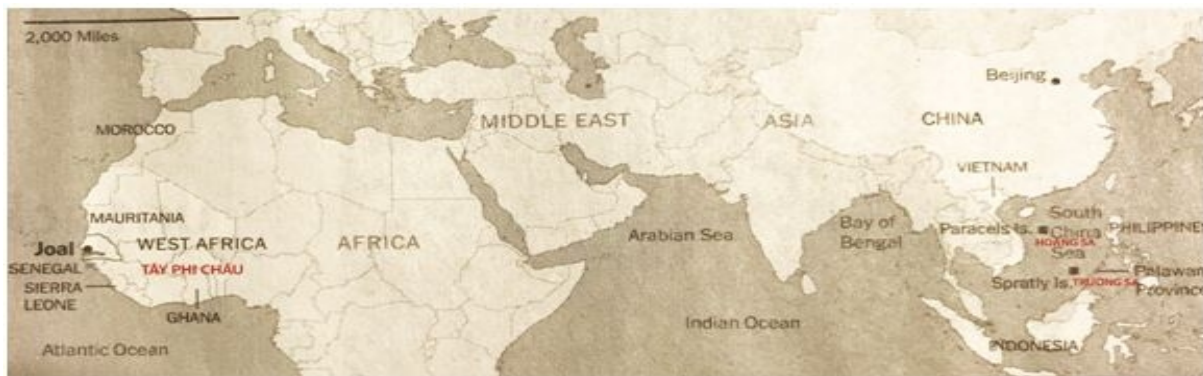 2,000 Miles
Beijing
MOROCCO
MIDDLE EAST
ASIA
CHINA
VIETNAM
MAURITANIA
Joal
WEST AFRICA
AFRICA
Arabian Sea
Bay of
Bengal
Paracels Is.
South
China
Sea
HOÀNG SA
PHILIPPINES
SENEGAL
TÂY PHI CHÂU
SIERRA
LEONE
GHANA
Spratly Is.
TRƯỜNG SA
Palawan
Province
Indian Ocean
Atlantic Ocean
INDONESIA